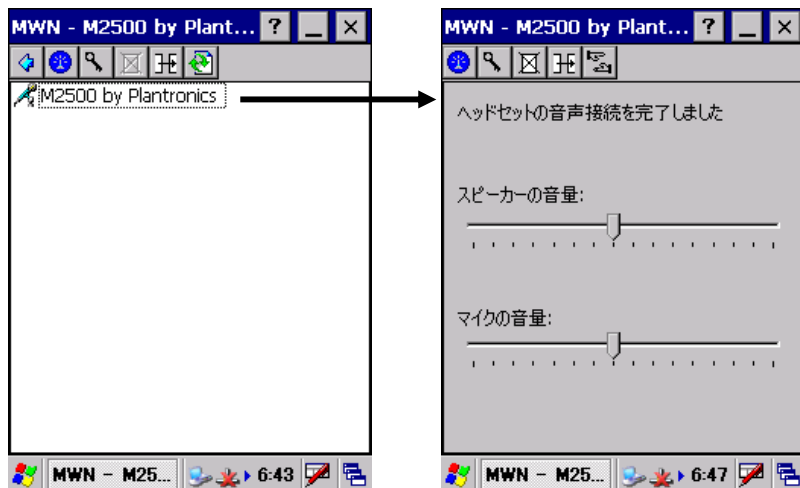 MWN - M2500 by Plant... ?
M2500 by Plantronics
MWN - M25... 6:43
MWN - M2500 by Plant... ?
ヘッドセットの音声接続を完了しました
スピーカーの音量:
マイクの音量:
MWN - M25... 6:47